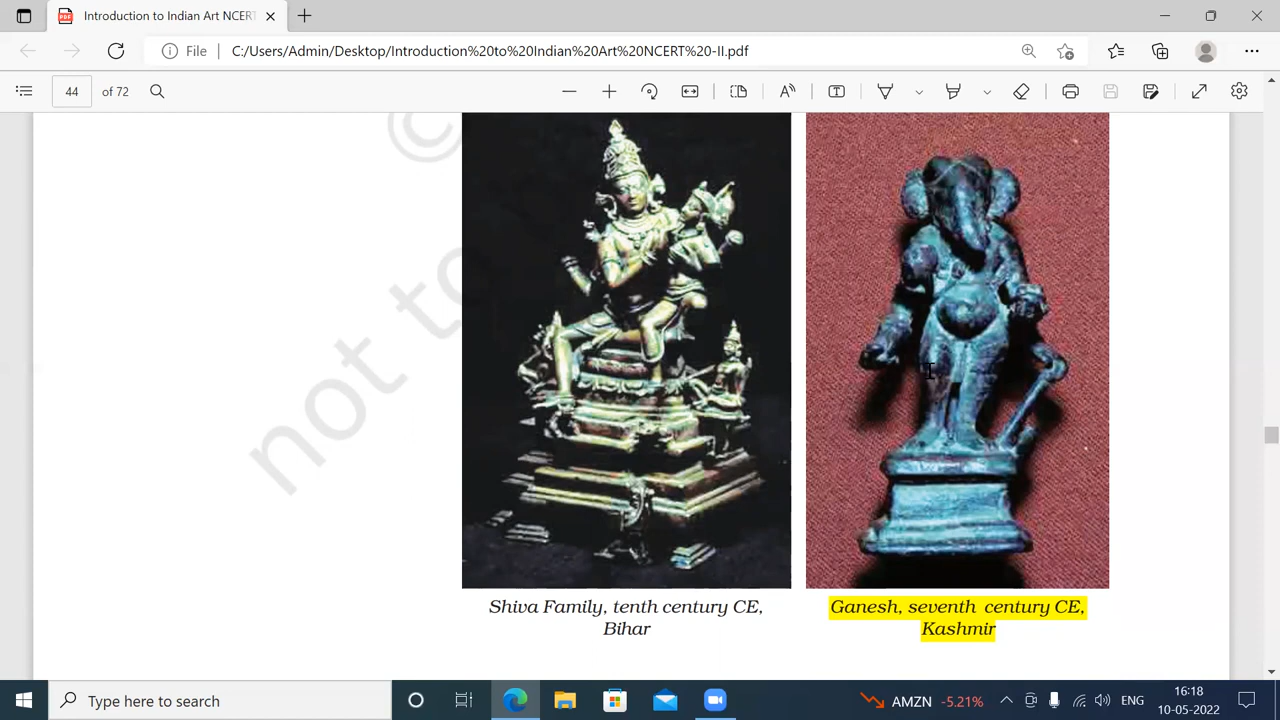 Introduction to Indian Art NCERT
File
C:/Users/Admin/Desktop/Introduction%20to%20Indian%20Art%20NCERT%20-II.pdf
44 of 72
©
not to
Shiva Family, tenth century CE,
Bihar
Ganesh, seventh century CE,
Kashmir
Type here to search
AMZN -5.21%
ENG
16:18
10-05-2022